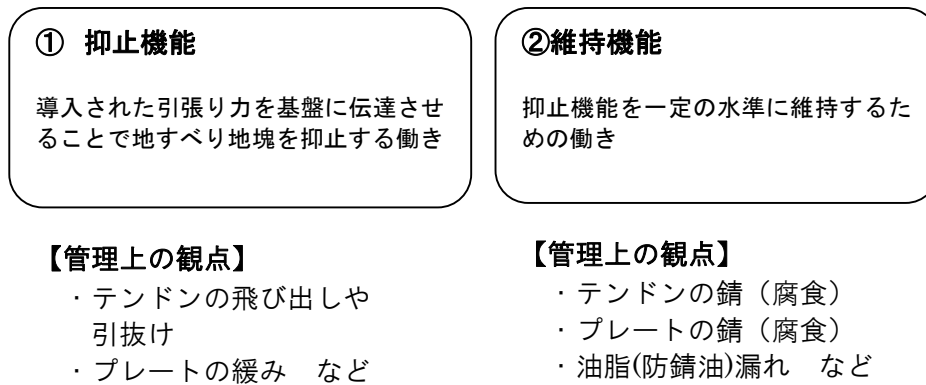 ① 抑止機能
導入された引張り力を基盤に伝達させ
ることで地すべり地塊を抑止する働き
【管理上の観点】
・テンドンの飛び出しや
引抜け
・プレートの緩み など
②維持機能
抑止機能を一定の水準に維持するた
めの働き
【管理上の観点】
・テンドンの錆（腐食）
・プレートの錆（腐食）
・油脂(防錆油)漏れ など